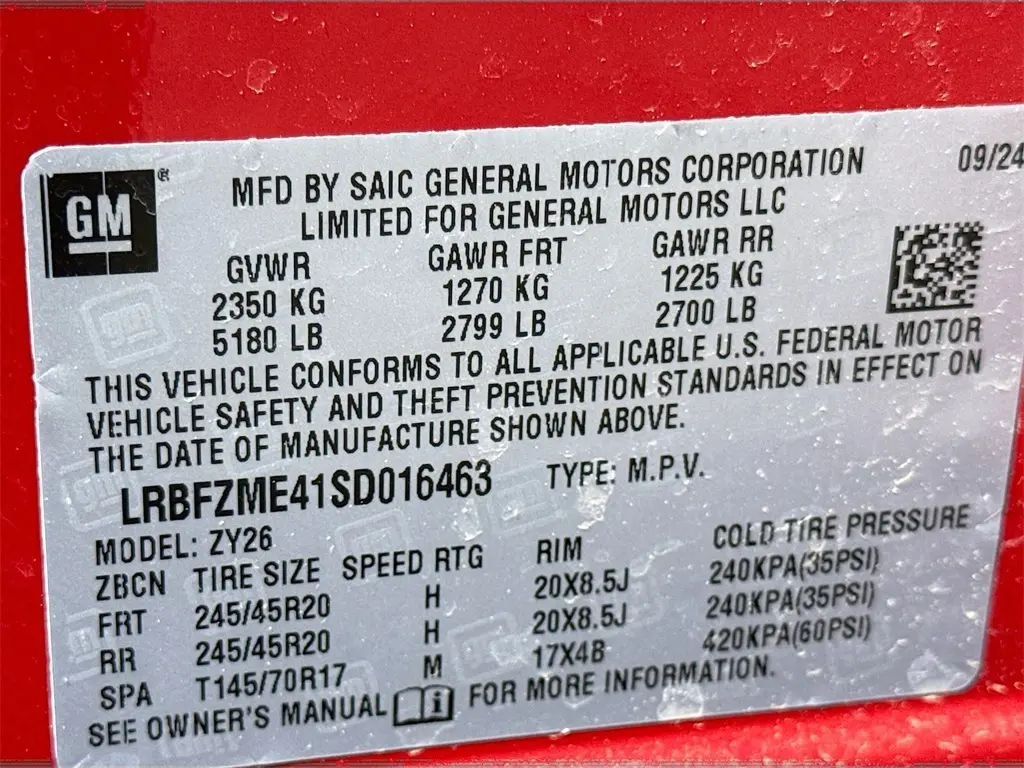 GM
MFD BY SAIC GENERAL MOTORS CORPORATION 09/24
LIMITED FOR GENERAL MOTORS LLC
GVWR GAWR FRT GAWR RR
2350 KG 1270 KG 1225 KG
5180 LB 2799 LB 2700 LB
THIS VEHICLE CONFORMS TO ALL APPLICABLE U.S. FEDERAL MOTOR
VEHICLE SAFETY AND THEFT PREVENTION STANDARDS IN EFFECT ON
THE DATE OF MANUFACTURE SHOWN ABOVE.
LRBFZME41SD016463 TYPE: M.P.V.
MODEL: ZY26
ZBCN TIRE SIZE SPEED RTG RIM COLD TIRE PRESSURE
FRT 245/45R20 H 20X8.5J 240KPA(35PSI)
RR 245/45R20 H 20X8.5J 240KPA(35PSI)
SPA T145/70R17 M 17X4B 420KPA(60PSI)
SEE OWNER'S MANUAL FOR MORE INFORMATION.